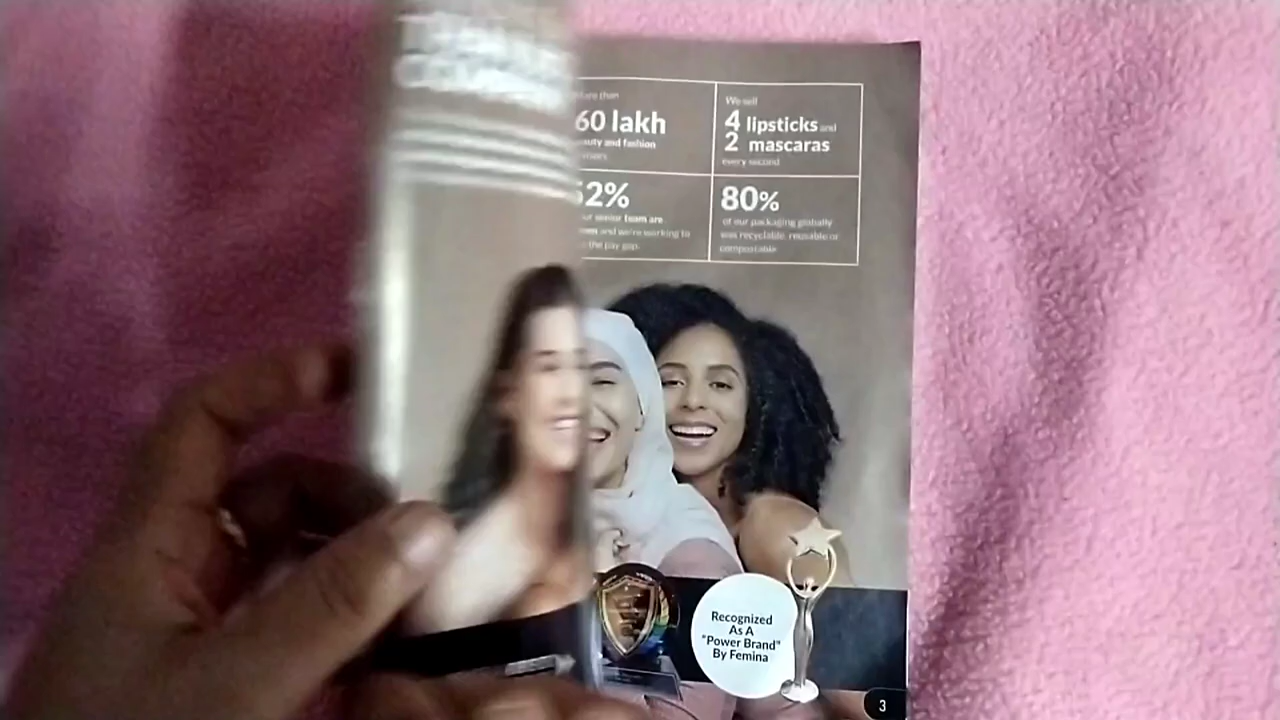 60 lakh
and fashion
We sell
4 lipsticks and
2 mascaras
every second
52%
senior team are
and we're working to
the pay gap.
80%
of our packaging globally
was recyclable, reusable or
compostable
Recognized
As A
"Power Brand"
By Femina
3